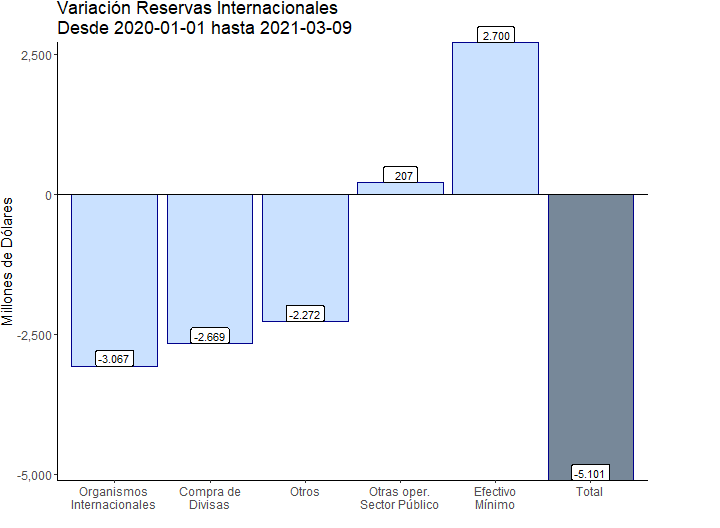 Variación Reservas Internacionales
Desde 2020-01-01 hasta 2021-03-09
Millones de Dólares
2,500
0
-2,500
-5,000
-3.067
-2.669
-2.272
207
2.700
-5.101
Organismos
Internacionales
Compra de
Divisas
Otros
Otras oper.
Sector Público
Efectivo
Mínimo
Total